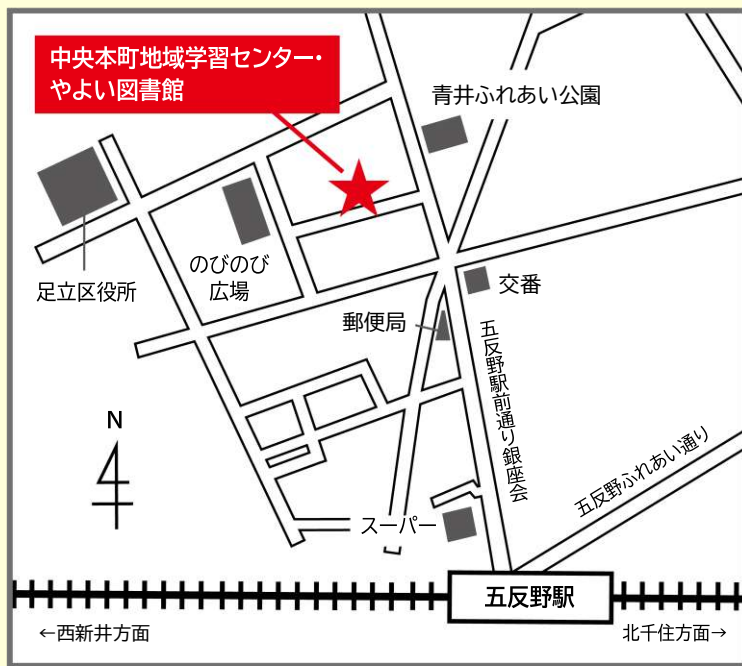 中央本町地域学習センター・
やよい図書館
青井ふれあい公園
足立区役所
のびのび
広場
交番
郵便局
五反野駅前通り銀座会
五反野ふれあい通り
N
スーパー
五反野駅
←西新井方面
北千住方面→